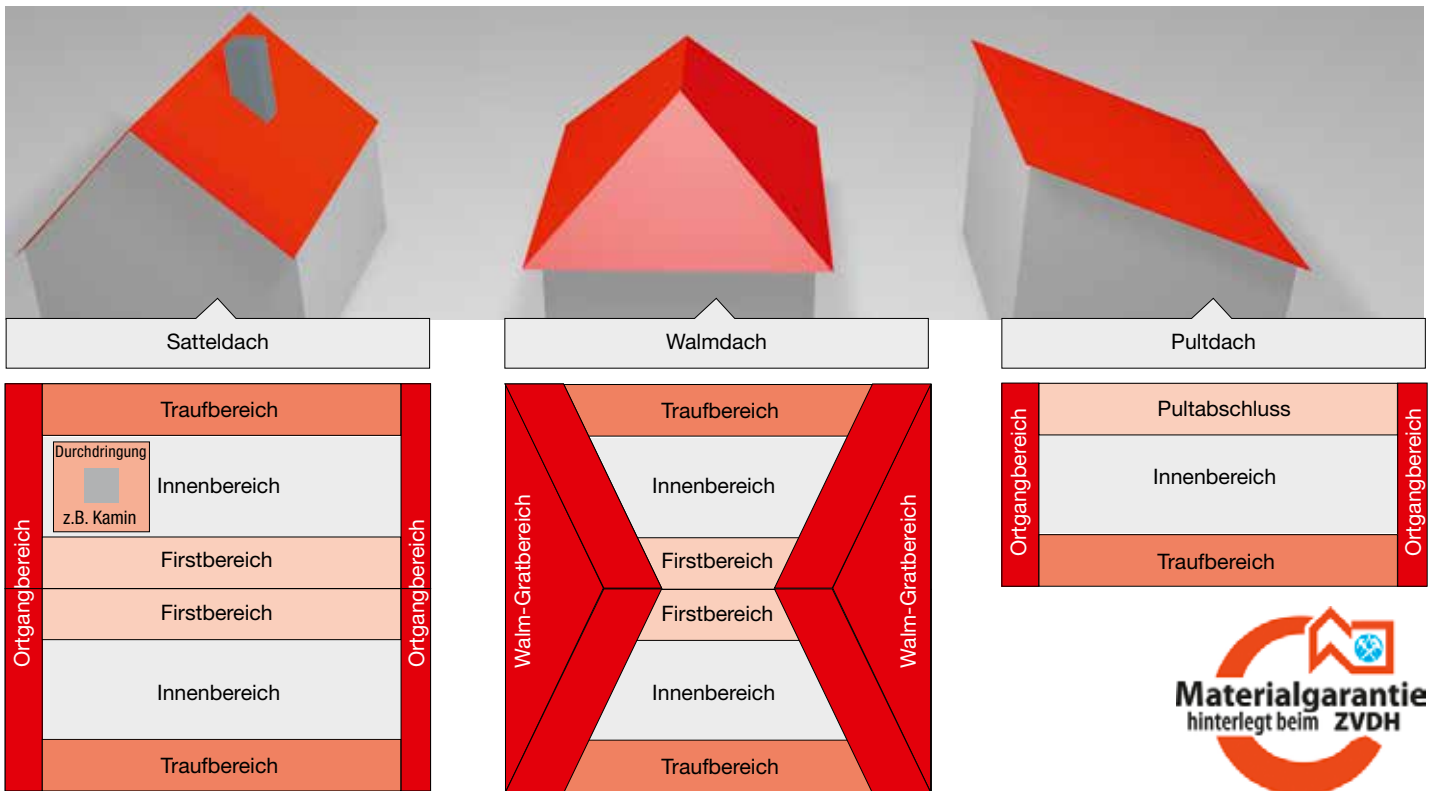 Satteldach
Walmdach
Pultdach
Ortgangbereich
Traufbereich
Durchdringung
z.B. Kamin
Innenbereich
Firstbereich
Firstbereich
Innenbereich
Traufbereich
Ortgangbereich
Walm-Gratbereich
Traufbereich
Innenbereich
Firstbereich
Firstbereich
Innenbereich
Traufbereich
Walm-Gratbereich
Ortgangbereich
Pultabschluss
Innenbereich
Traufbereich
Ortgangbereich
Materialgarantie
hinterlegt beim ZVDH